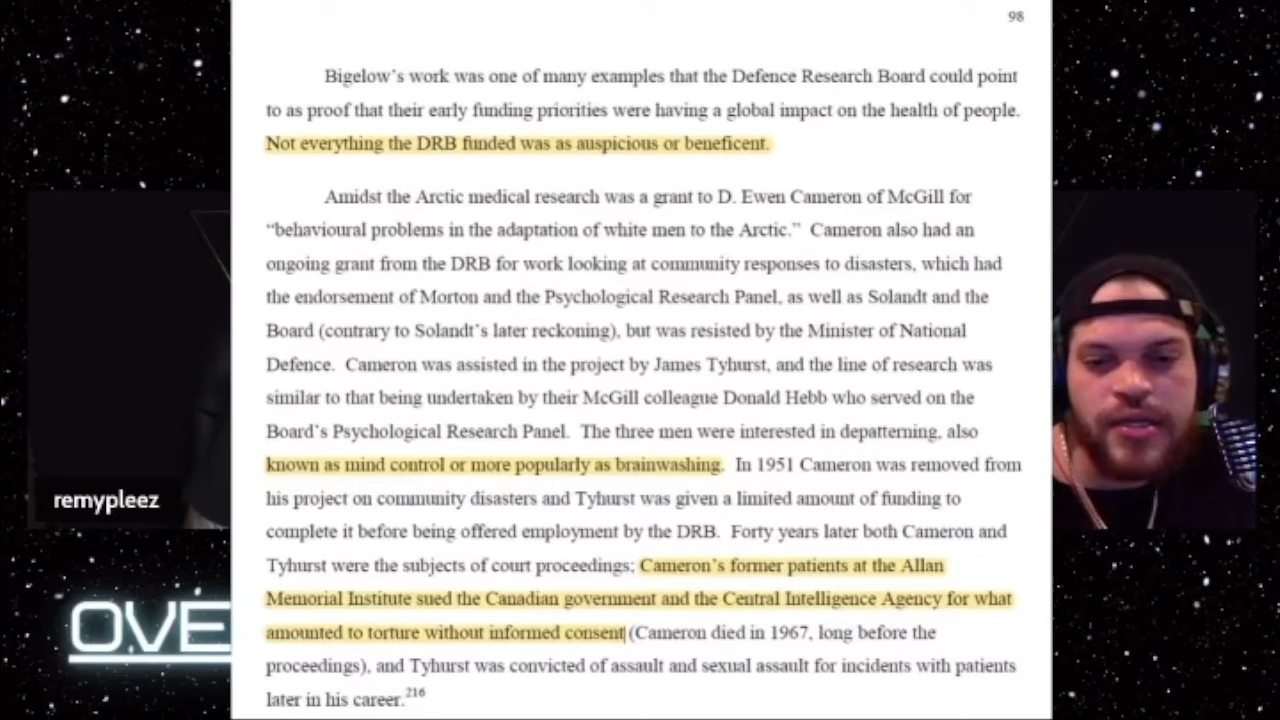 98
Bigelow's work was one of many examples that the Defence Research Board could point
to as proof that their early funding priorities were having a global impact on the health of people.
Not everything the DRB funded was as auspicious or beneficent.
Amidst the Arctic medical research was a grant to D. Ewen Cameron of McGill for
“behavioural problems in the adaptation of white men to the Arctic.” Cameron also had an
ongoing grant from the DRB for work looking at community responses to disasters, which had
the endorsement of Morton and the Psychological Research Panel, as well as Solandt and the
Board (contrary to Solandt's later reckoning), but was resisted by the Minister of National
Defence. Cameron was assisted in the project by James Tyhurst, and the line of research was
similar to that being undertaken by their McGill colleague Donald Hebb who served on the
Board's Psychological Research Panel. The three men were interested in depatterning, also
known as mind control or more popularly as brainwashing. In 1951 Cameron was removed from
his project on community disasters and Tyhurst was given a limited amount of funding to
complete it before being offered employment by the DRB. Forty years later both Cameron and
Tyhurst were the subjects of court proceedings; Cameron's former patients at the Allan
Memorial Institute sued the Canadian government and the Central Intelligence Agency for what
amounted to torture without informed consent (Cameron died in 1967, long before the
proceedings), and Tyhurst was convicted of assault and sexual assault for incidents with patients
later in his career.216
remypleez
OVE